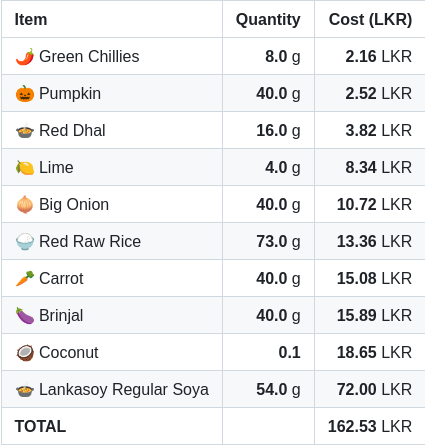 Item Quantity Cost (LKR)
🌶️ Green Chillies 8.0 g 2.16 LKR
🎃 Pumpkin 40.0 g 2.52 LKR
🍲 Red Dhal 16.0 g 3.82 LKR
🍋 Lime 4.0 g 8.34 LKR
🧅 Big Onion 40.0 g 10.72 LKR
🍚 Red Raw Rice 73.0 g 13.36 LKR
🥕 Carrot 40.0 g 15.08 LKR
🍆 Brinjal 40.0 g 15.89 LKR
🥥 Coconut 0.1 18.65 LKR
🍲 Lankasoy Regular Soya 54.0 g 72.00 LKR
TOTAL 162.53 LKR